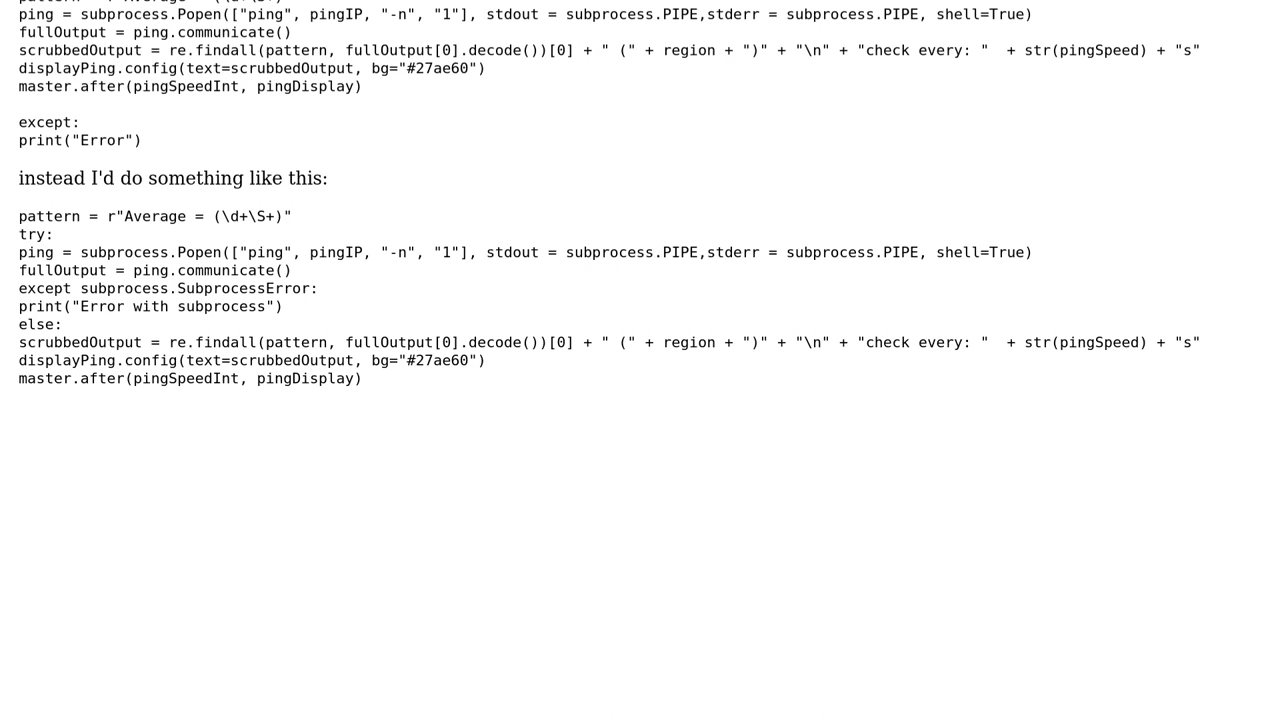 ping = subprocess.Popen(["ping", pingIP, "-n", "1"], stdout = subprocess.PIPE,stderr = subprocess.PIPE, shell=True)
fullOutput = ping.communicate()
scrubbedOutput = re.findall(pattern, fullOutput[0].decode())[0] + " (" + region + ")" + "\n" + "check every: "  + str(pingSpeed) + "s"
displayPing.config(text=scrubbedOutput, bg="#27ae60")
master.after(pingSpeedInt, pingDisplay)
except:
print("Error")
instead I'd do something like this:
pattern = r"Average = (\d+\S+)"
try:
ping = subprocess.Popen(["ping", pingIP, "-n", "1"], stdout = subprocess.PIPE,stderr = subprocess.PIPE, shell=True)
fullOutput = ping.communicate()
except subprocess.SubprocessError:
print("Error with subprocess")
else:
scrubbedOutput = re.findall(pattern, fullOutput[0].decode())[0] + " (" + region + ")" + "\n" + "check every: "  + str(pingSpeed) + "s"
displayPing.config(text=scrubbedOutput, bg="#27ae60")
master.after(pingSpeedInt, pingDisplay)